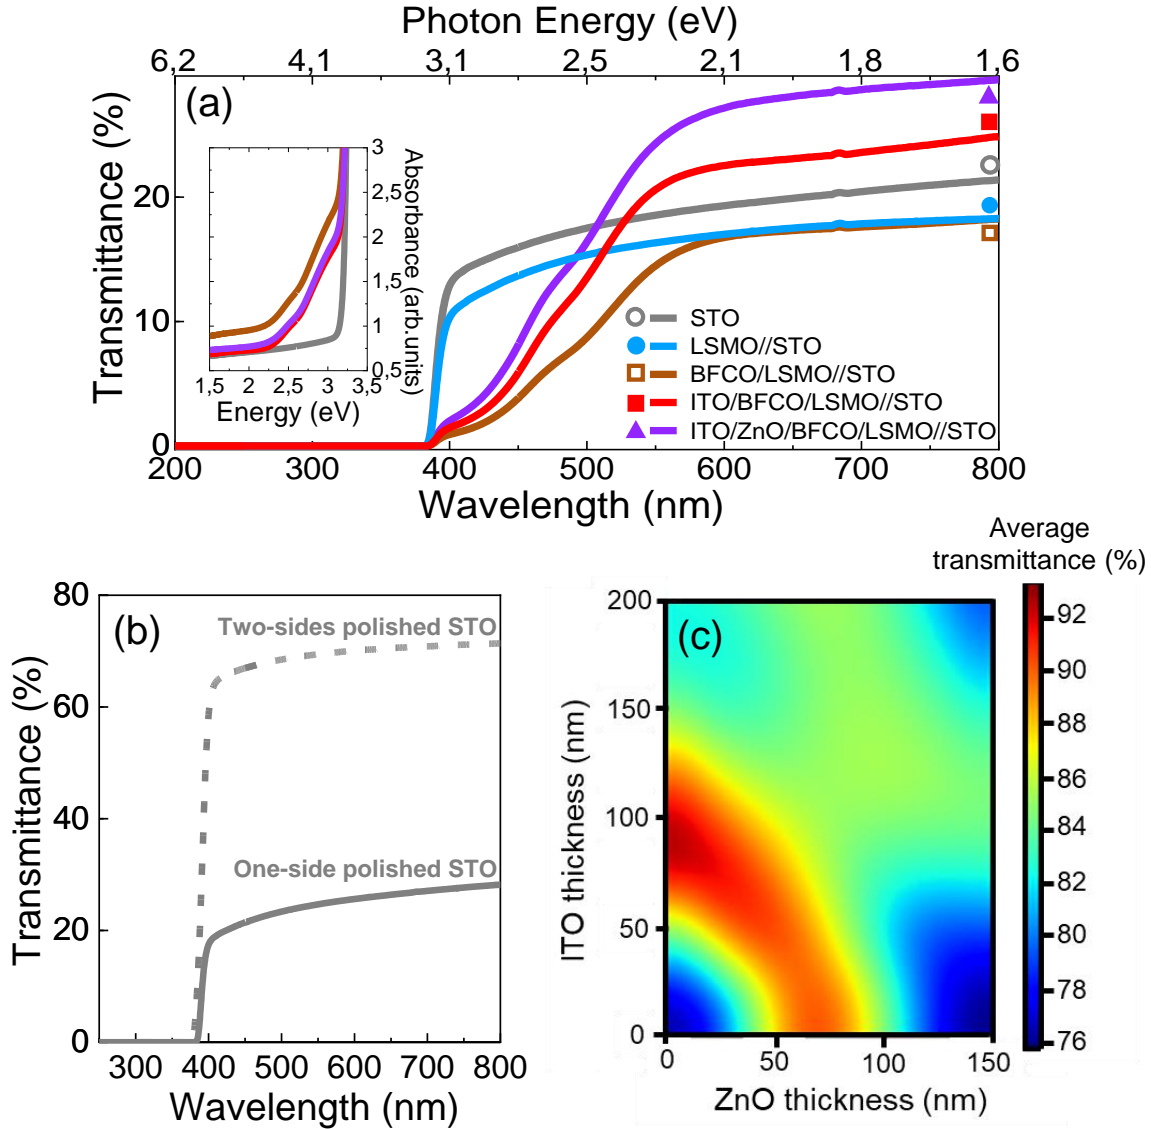 Photon Energy (eV)
6,2 4,1 3,1 2,5 2,1 1,8 1,6
(a)
Transmittance (%)
20
10
0
3
2,5
2
1,5
1
0,5
Absorbance (arb.units)
1,5 2 2,5 3 3,5
Energy (eV)
STO
LSMO//STO
BFCO/LSMO//STO
ITO/BFCO/LSMO//STO
ITO/ZnO/BFCO/LSMO//STO
200 300 400 500 600 700 800
Wavelength (nm)
(b)
Transmittance (%)
80
60
40
20
0
Two-sides polished STO
One-side polished STO
300 400 500 600 700 800
Wavelength (nm)
Average
transmittance (%)
(c)
ITO thickness (nm)
200
150
100
50
0
0 50 100 150
ZnO thickness (nm)
92
90
88
86
84
82
80
78
76